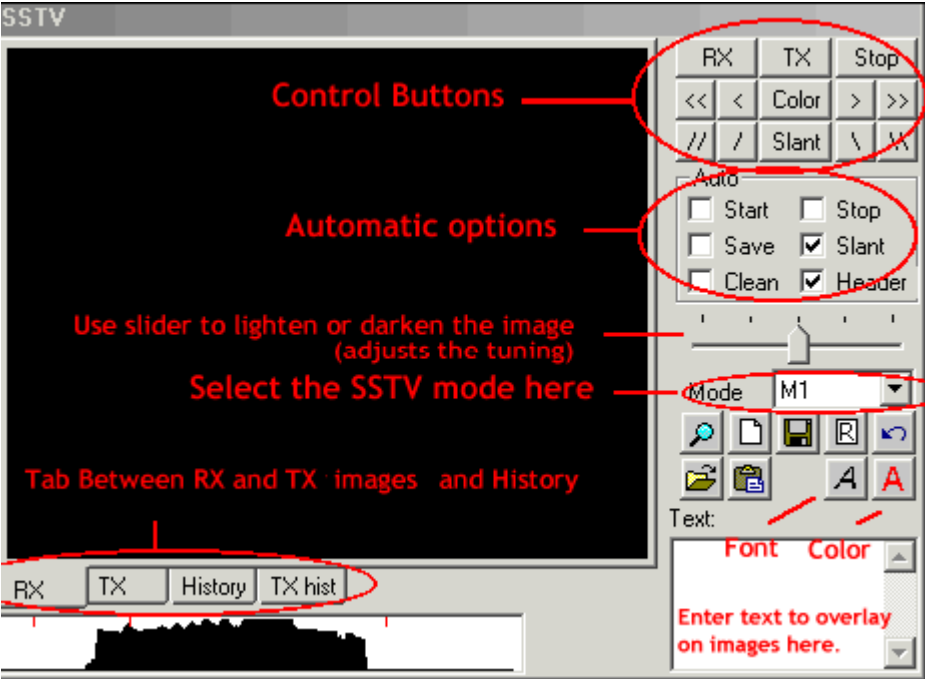 SSTV
RX TX Stop
<< < Color > >>
// / Slant \ \\
Control Buttons
Auto
Start Stop
Save Slant
Clean Header
Automatic options
Use slider to lighten or darken the image
(adjusts the tuning)
Select the SSTV mode here
Mode M1
R
Tab Between RX and TX images and History
A A
Text:
Font Color
RX TX History TX hist
Enter text to overlay
on images here.